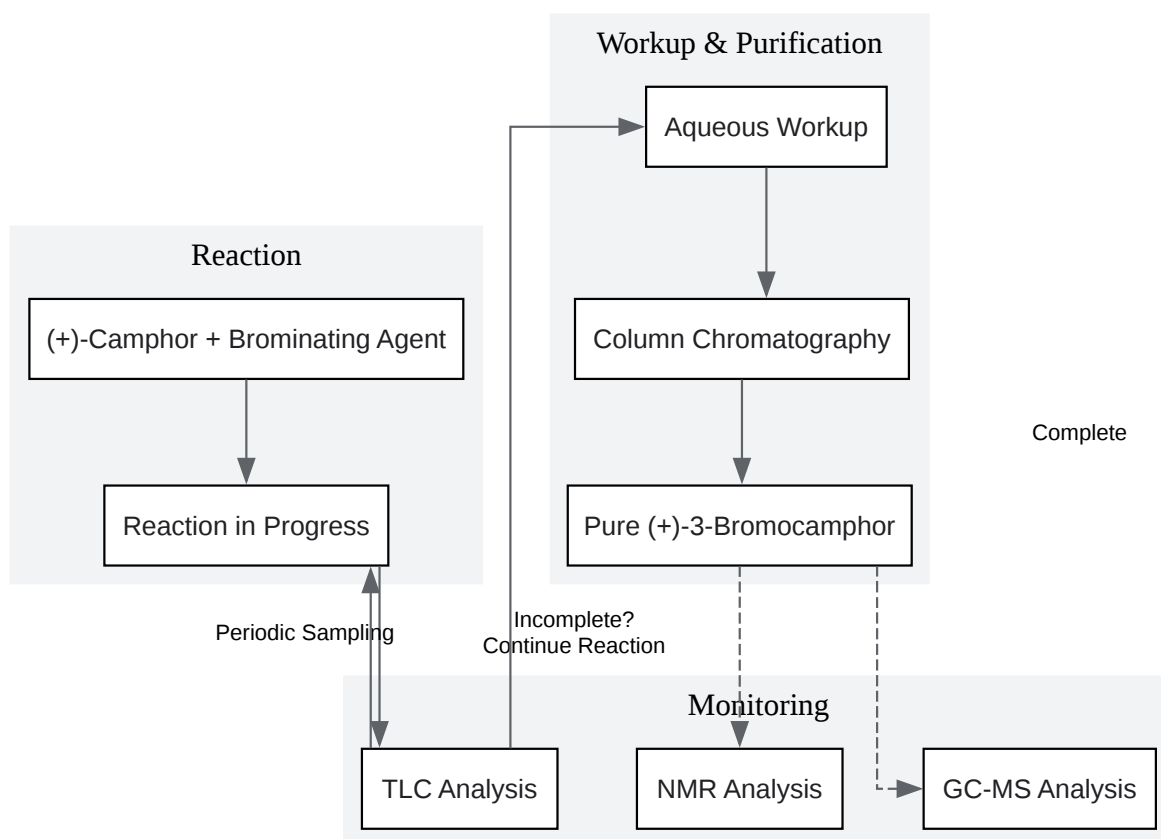 Workup & Purification
Aqueous Workup
Reaction
(+)-Camphor + Brominating Agent
Column Chromatography
Complete
Reaction in Progress
Pure (+)-3-Bromocamphor
Periodic Sampling
Incomplete?
Continue Reaction
Monitoring
TLC Analysis
NMR Analysis
GC-MS Analysis